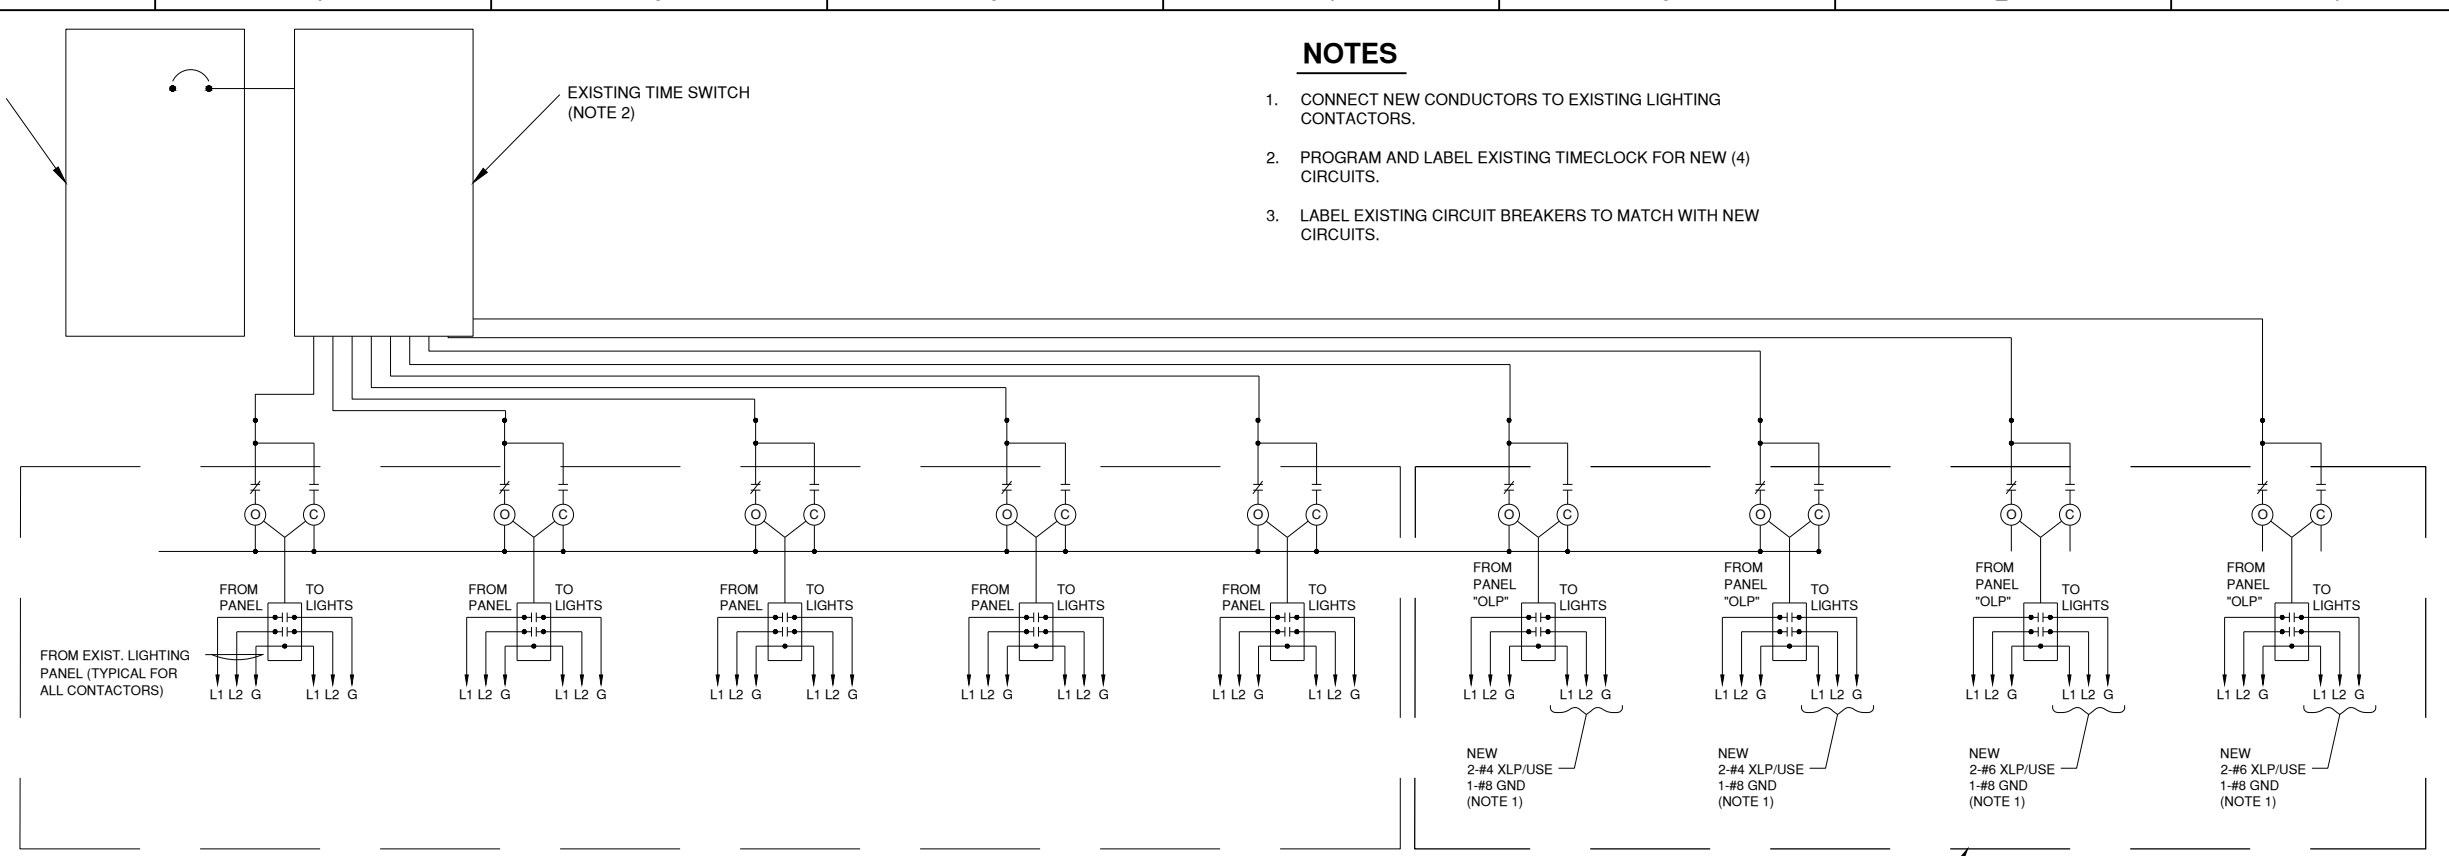 NOTES
EXISTING TIME SWITCH
(NOTE 2)
1. CONNECT NEW CONDUCTORS TO EXISTING LIGHTING
CONTACTORS.
2. PROGRAM AND LABEL EXISTING TIMECLOCK FOR NEW (4)
CIRCUITS.
3. LABEL EXISTING CIRCUIT BREAKERS TO MATCH WITH NEW
CIRCUITS.
O C O C O C O C O C O C O C O C O C
FROM
PANEL
TO
LIGHTS
FROM
PANEL
TO
LIGHTS
FROM
PANEL
TO
LIGHTS
FROM
PANEL
TO
LIGHTS
FROM
PANEL
TO
LIGHTS
FROM
PANEL
"OLP"
TO
LIGHTS
FROM
PANEL
"OLP"
TO
LIGHTS
FROM
PANEL
"OLP"
TO
LIGHTS
FROM
PANEL
"OLP"
TO
LIGHTS
FROM EXIST. LIGHTING
PANEL (TYPICAL FOR
ALL CONTACTORS)
L1 L2 G L1 L2 G
L1 L2 G L1 L2 G
L1 L2 G L1 L2 G
L1 L2 G L1 L2 G
L1 L2 G L1 L2 G
L1 L2 G L1 L2 G
L1 L2 G L1 L2 G
L1 L2 G L1 L2 G
L1 L2 G L1 L2 G
NEW
2-#4 XLP/USE
1-#8 GND
(NOTE 1)
NEW
2-#4 XLP/USE
1-#8 GND
(NOTE 1)
NEW
2-#6 XLP/USE
1-#8 GND
(NOTE 1)
NEW
2-#6 XLP/USE
1-#8 GND
(NOTE 1)